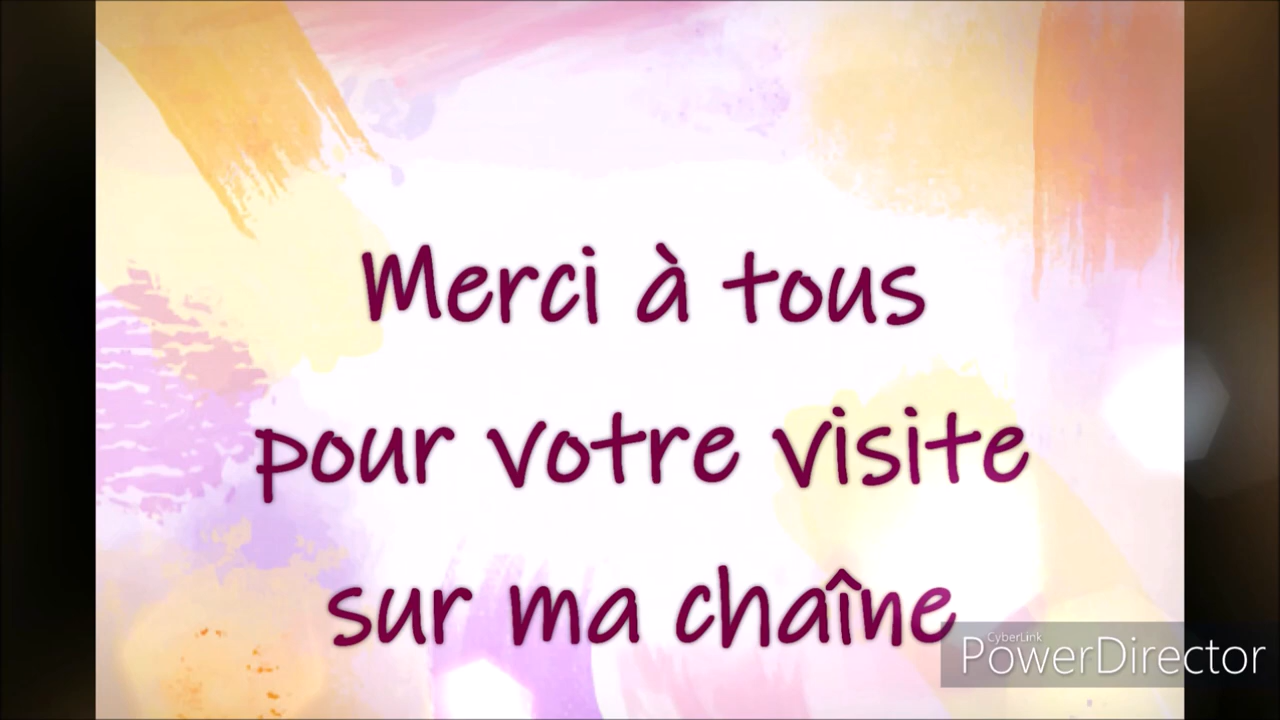 Merci à tous
pour votre visite
sur ma chaîne
CyberLink
PowerDirector